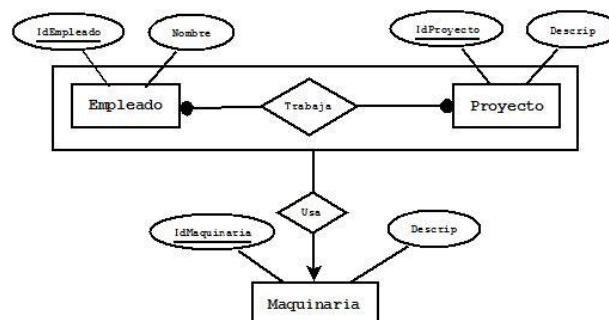 IdEmpleado
Nombre
IdProyecto
Descrip
Empleado
Trabaja
Proyecto
Usa
IdMaquinaria
Descrip
Maquinaria